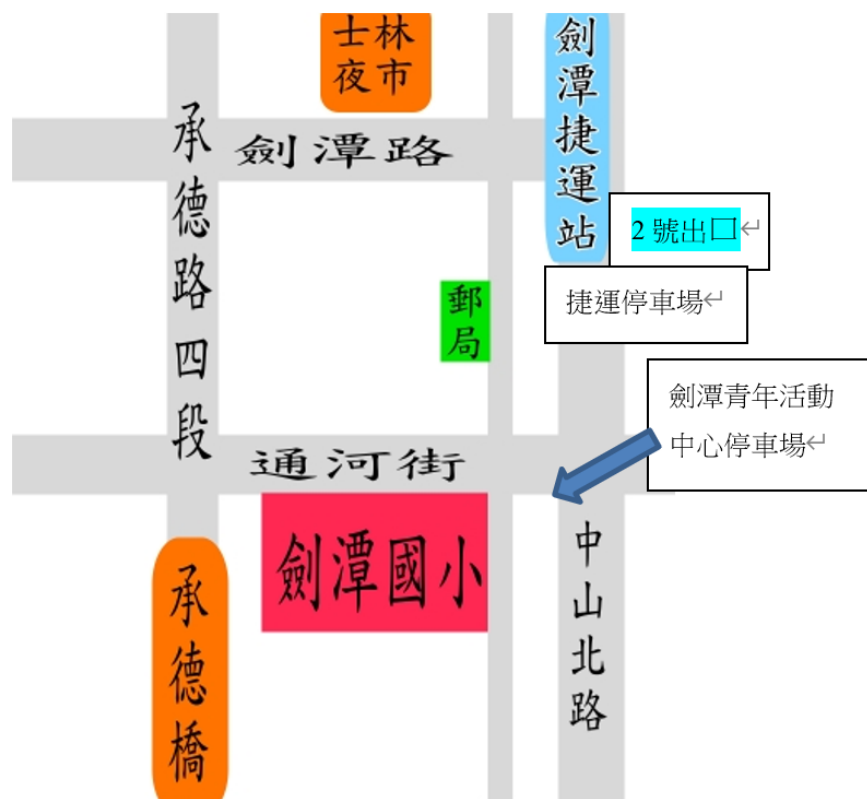 士林
夜市
劍潭捷運站
承德路四段
劍潭路
2 號出口
捷運停車場
郵局
劍潭青年活動
中心停車場
通河街
劍潭國小
中山北路
承德橋